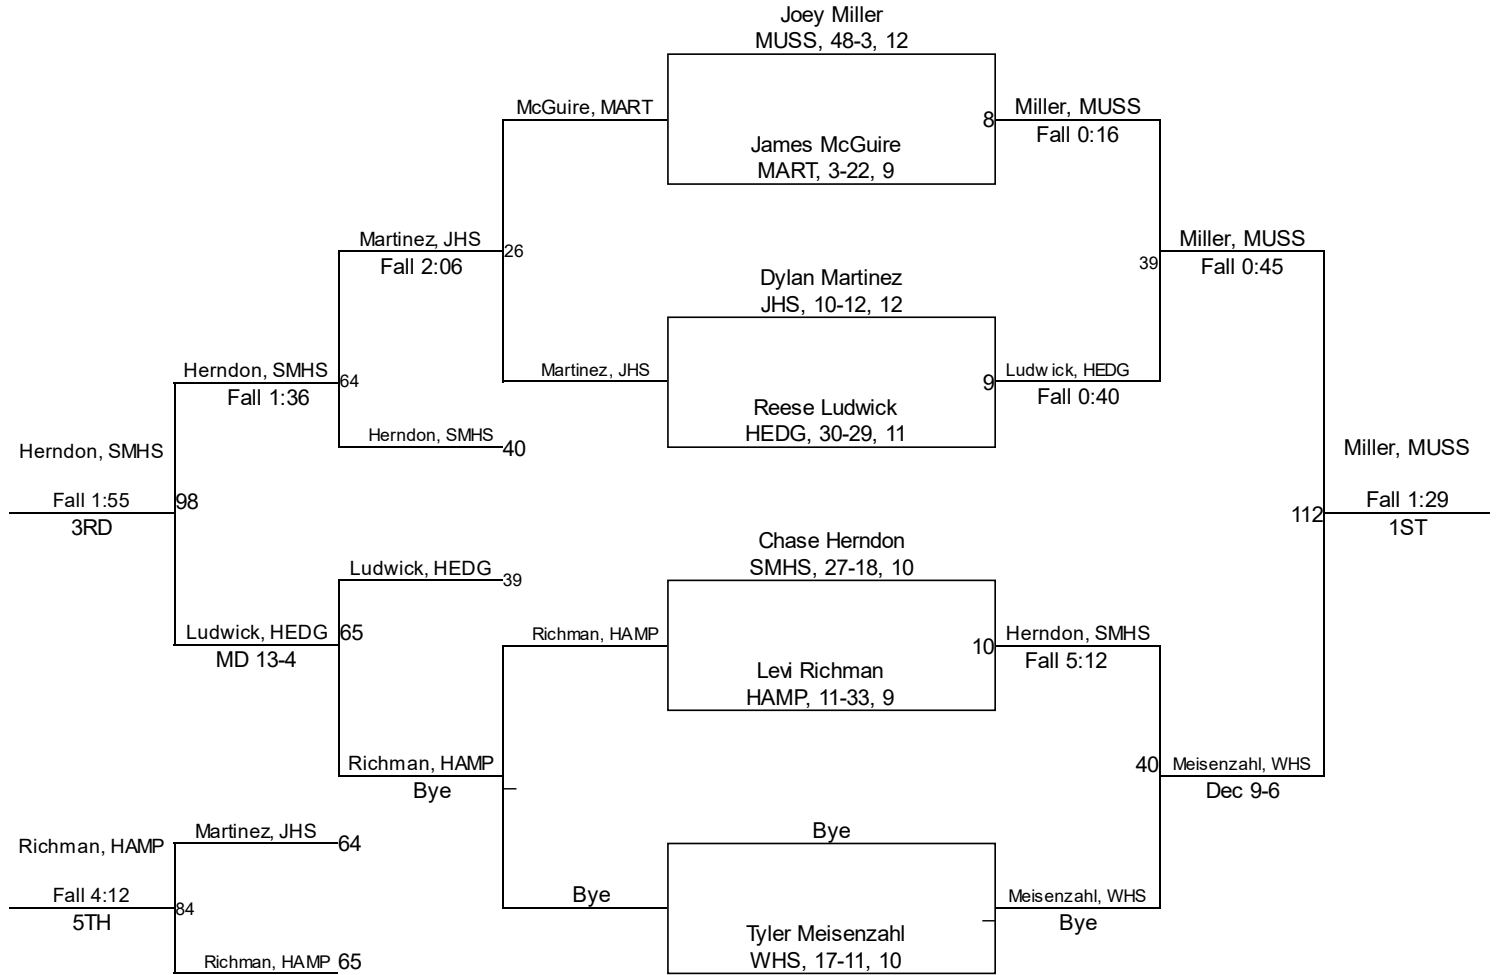 Joey Miller
MUSS, 48-3, 12
McGuire, MART
8
Miller, MUSS
Fall 0:16
James McGuire
MART, 3-22, 9
Martinez, JHS
Fall 2:06
26
Miller, MUSS
39
Fall 0:45
Dylan Martinez
JHS, 10-12, 12
Herndon, SMHS
64
Fall 1:36
Martinez, JHS
9
Ludwick, HEDG
Fall 0:40
Reese Ludwick
HEDG, 30-29, 11
Herndon, SMHS
40
Herndon, SMHS
Fall 1:55
98
3RD
Miller, MUSS
Fall 1:29
112
1ST
Chase Herndon
SMHS, 27-18, 10
Ludwick, HEDG
39
Ludwick, HEDG
65
MD 13-4
Richman, HAMP
10
Herndon, SMHS
Fall 5:12
Levi Richman
HAMP, 11-33, 9
Richman, HAMP
Bye
40
Meisenzahl, WHS
Dec 9-6
Martinez, JHS
64
Richman, HAMP
Fall 4:12
84
5TH
Richman, HAMP
65
Bye
Bye
Meisenzahl, WHS
Bye
Tyler Meisenzahl
WHS, 17-11, 10